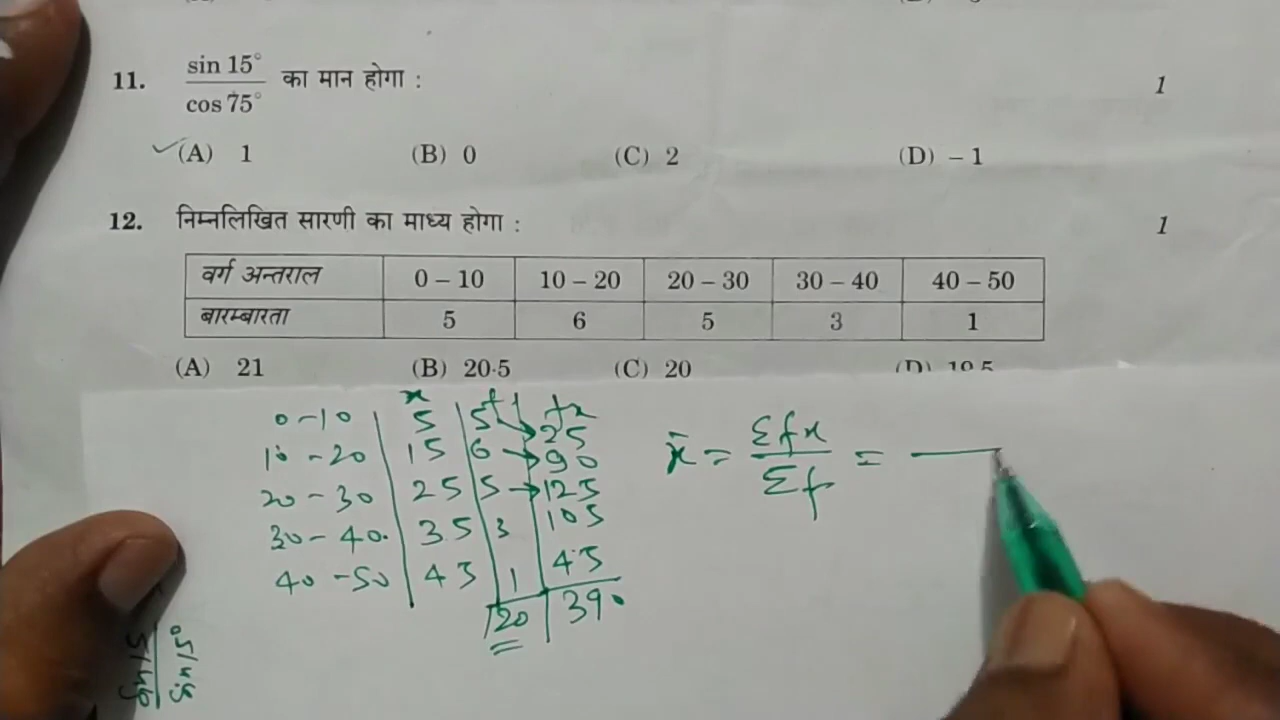 11. sin 15° / cos 75° का मान होगा : 1
(A) 1 (B) 0 (C) 2 (D) – 1
12. निम्नलिखित सारणी का माध्य होगा : 1
वर्ग अन्तराल 0 – 10 10 – 20 20 – 30 30 – 40 40 – 50
बारम्बारता 5 6 5 3 1
(A) 21 (B) 20·5 (C) 20 (D) 19.5
x f fx
0-10 5 5 25
10-20 15 6 90
20-30 25 5 125
30-40 35 3 105
40-50 45 1 45
20 390
x̄ = Σfx / Σf =